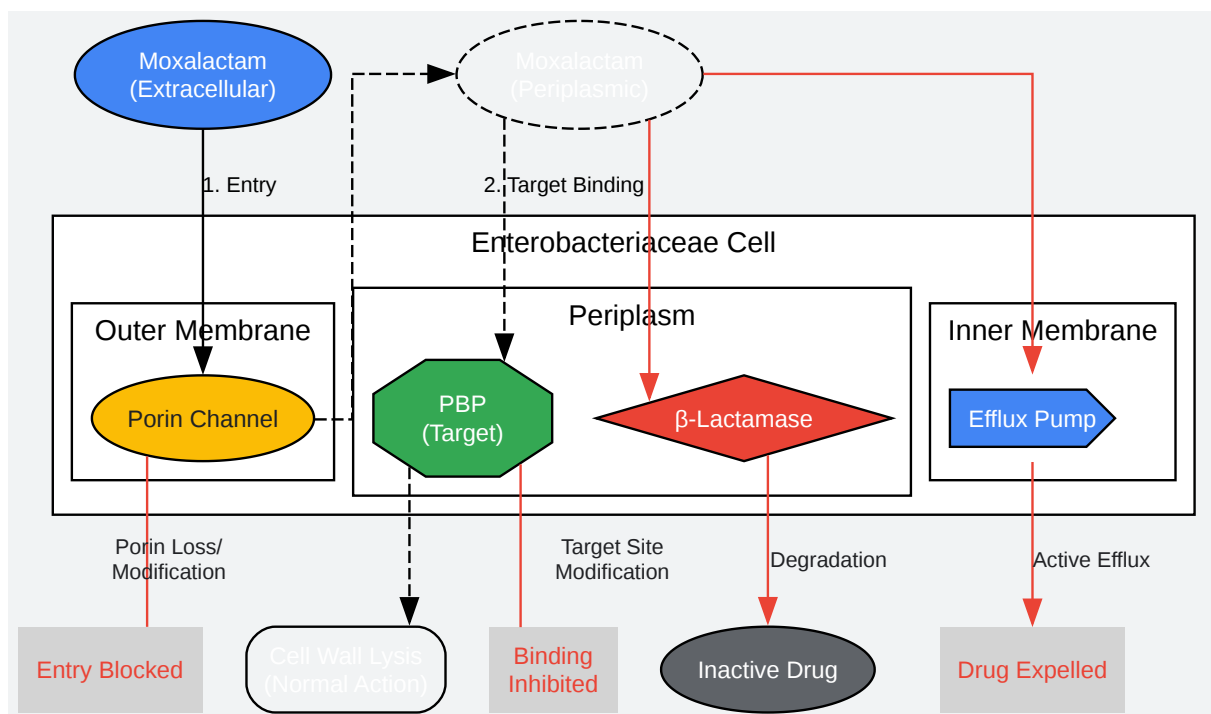 Moxalactam
(Extracellular)
Moxalactam
(Periplasmic)
1. Entry
2. Target Binding
Enterobacteriaceae Cell
Outer Membrane
Periplasm
Inner Membrane
Porin Channel
PBP
(Target)
β-Lactamase
Efflux Pump
Porin Loss/
Modification
Target Site
Modification
Degradation
Active Efflux
Entry Blocked
Cell Wall Lysis
(Normal Action)
Binding
Inhibited
Inactive Drug
Drug Expelled